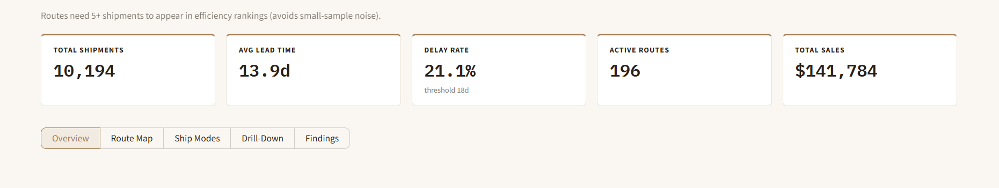 Routes need 5+ shipments to appear in efficiency rankings (avoids small-sample noise).
TOTAL SHIPMENTS
10,194
AVG LEAD TIME
13.9d
DELAY RATE
21.1%
threshold 18d
ACTIVE ROUTES
196
TOTAL SALES
$141,784
Overview
Route Map
Ship Modes
Drill-Down
Findings